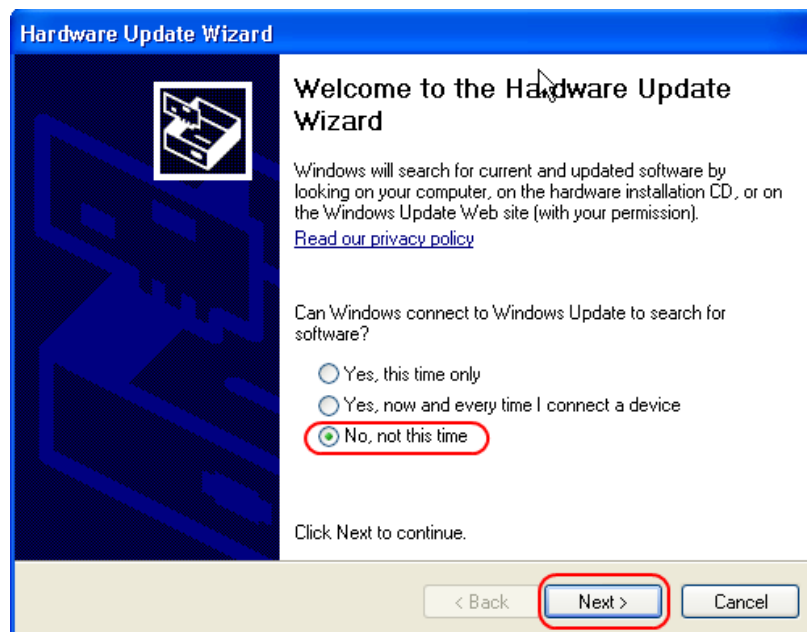 Hardware Update Wizard
Welcome to the Hardware Update
Wizard
Windows will search for current and updated software by
looking on your computer, on the hardware installation CD, or on
the Windows Update Web site (with your permission).
Read our privacy policy
Can Windows connect to Windows Update to search for
software?
Yes, this time only
Yes, now and every time I connect a device
No, not this time
Click Next to continue.
< Back
Next >
Cancel